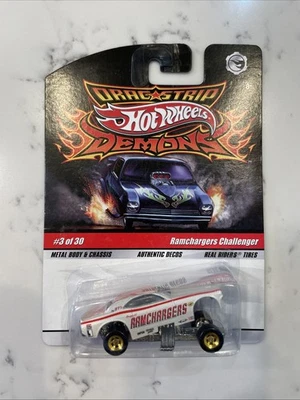 DRAG★STRIP
Hot Wheels
DEMONS
#3 of 30
Ramchargers Challenger
METAL BODY & CHASSIS AUTHENTIC DECOS REAL RIDERS® TIRES
RAMCHARGERS